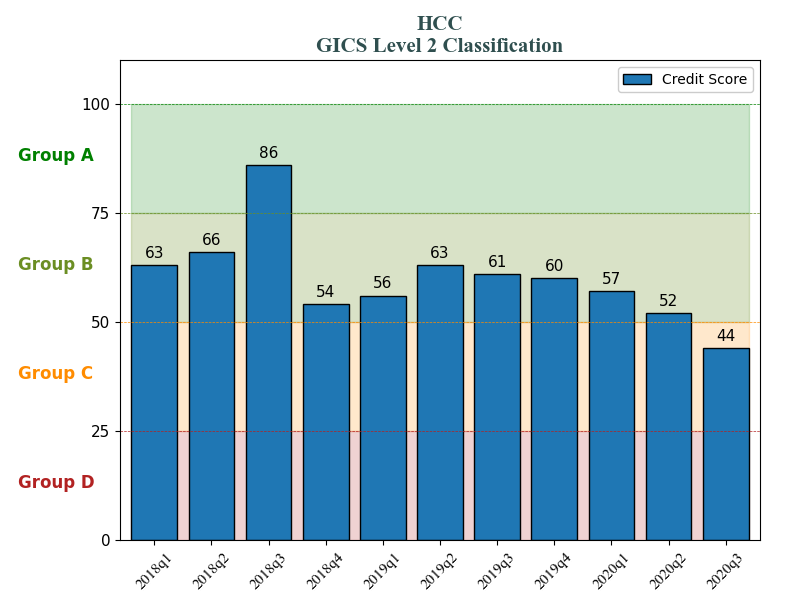 HCC
GICS Level 2 Classification
Credit Score
100
Group A
86
75
63
66
54
56
63
61
60
57
52
44
Group B
50
Group C
25
Group D
0
2018q1
2018q2
2018q3
2018q4
2019q1
2019q2
2019q3
2019q4
2020q1
2020q2
2020q3